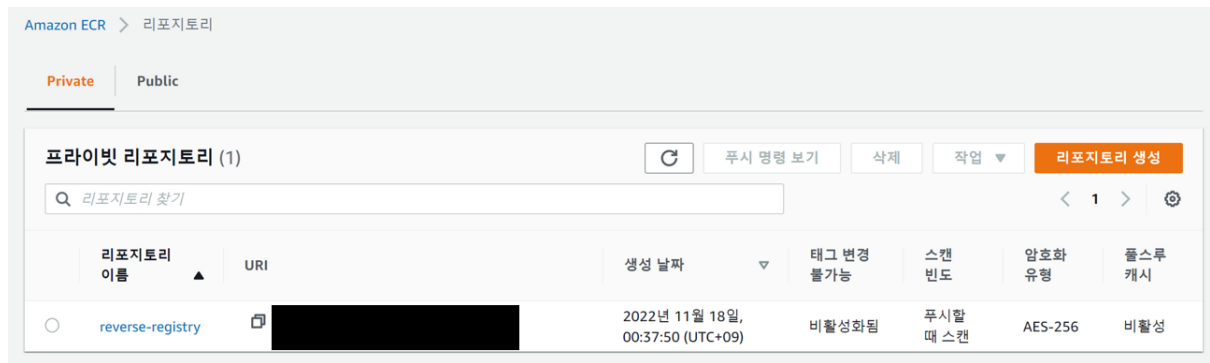 Amazon ECR > 리포지토리
Private Public
프라이빗 리포지토리 (1)
푸시 명령 보기 삭제 작업 ▼ 리포지토리 생성
리포지토리 찾기
< 1 >
리포지토리
이름 ▲
URI
생성 날짜 ▽
태그 변경
불가능
스캔
빈도
암호화
유형
풀스루
캐시
reverse-registry
2022년 11월 18일,
00:37:50 (UTC+09)
비활성화됨
푸시할
때 스캔
AES-256
비활성